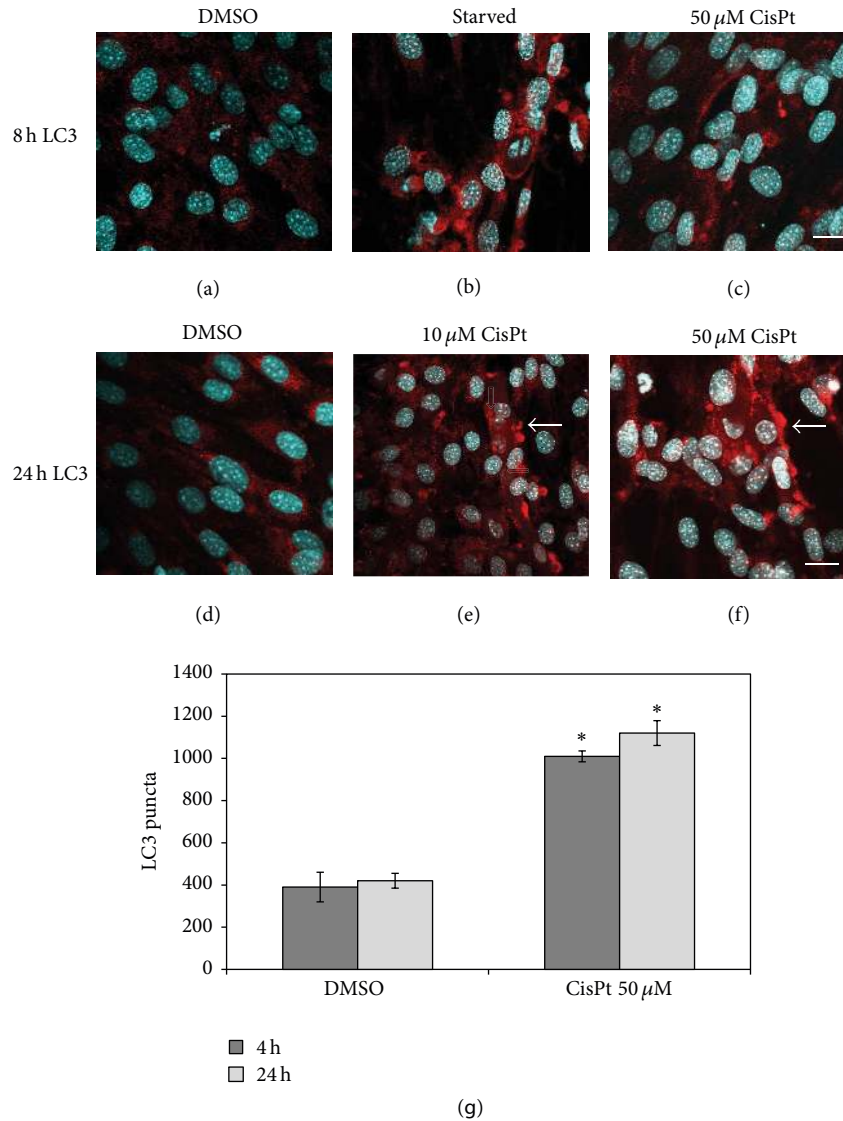 DMSO
Starved
50 μM CisPt
8 h LC3
(a)
(b)
(c)
DMSO
10 μM CisPt
50 μM CisPt
24 h LC3
(d)
(e)
(f)
1400
1200
1000
800
600
400
200
0
LC3 puncta
*
*
DMSO
CisPt 50 μM
4 h
24 h
(g)